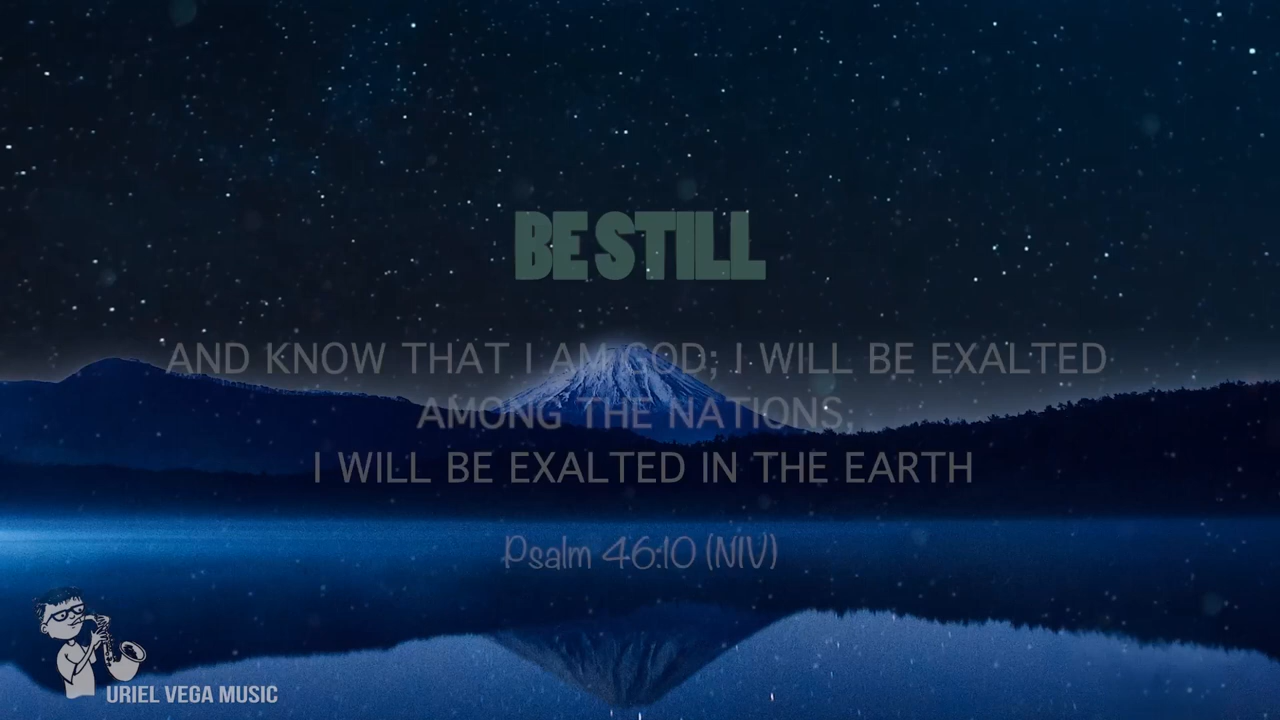 BE STILL
AND KNOW THAT I AM GOD; I WILL BE EXALTED
AMONG THE NATIONS,
I WILL BE EXALTED IN THE EARTH
Psalm 46:10 (NIV)
URIEL VEGA MUSIC